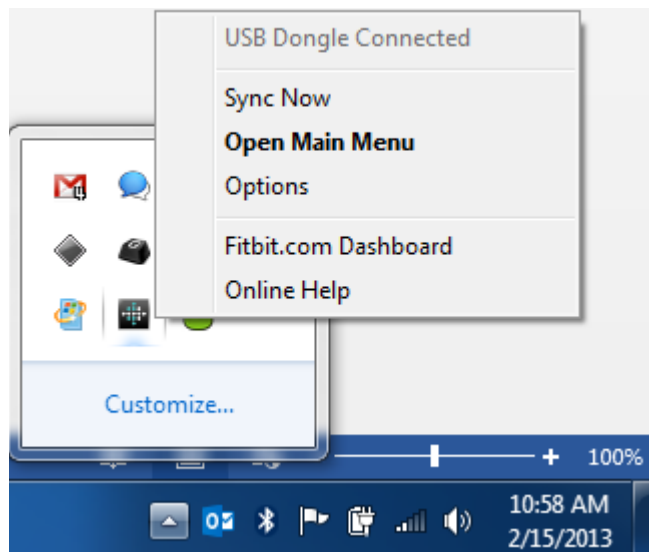 USB Dongle Connected
Sync Now
Open Main Menu
Options
Fitbit.com Dashboard
Online Help
Customize...
100%
10:58 AM
2/15/2013